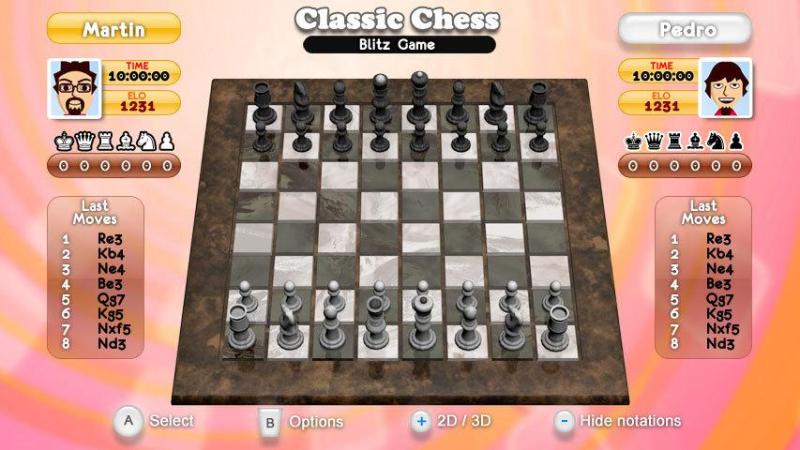 Classic Chess
Blitz Game
Martin
TIME
10:00:00
ELO
1231
0 0 0 0 0 0
Last
Moves
1 Re3
2 Kb4
3 Ne4
4 Be3
5 Qg7
6 Kg5
7 Nxf5
8 Nd3
Pedro
TIME
10:00:00
ELO
1231
0 0 0 0 0 0
Last
Moves
1 Re3
2 Kb4
3 Ne4
4 Be3
5 Qg7
6 Kg5
7 Nxf5
8 Nd3
A Select
B Options
+ 2D / 3D
- Hide notations